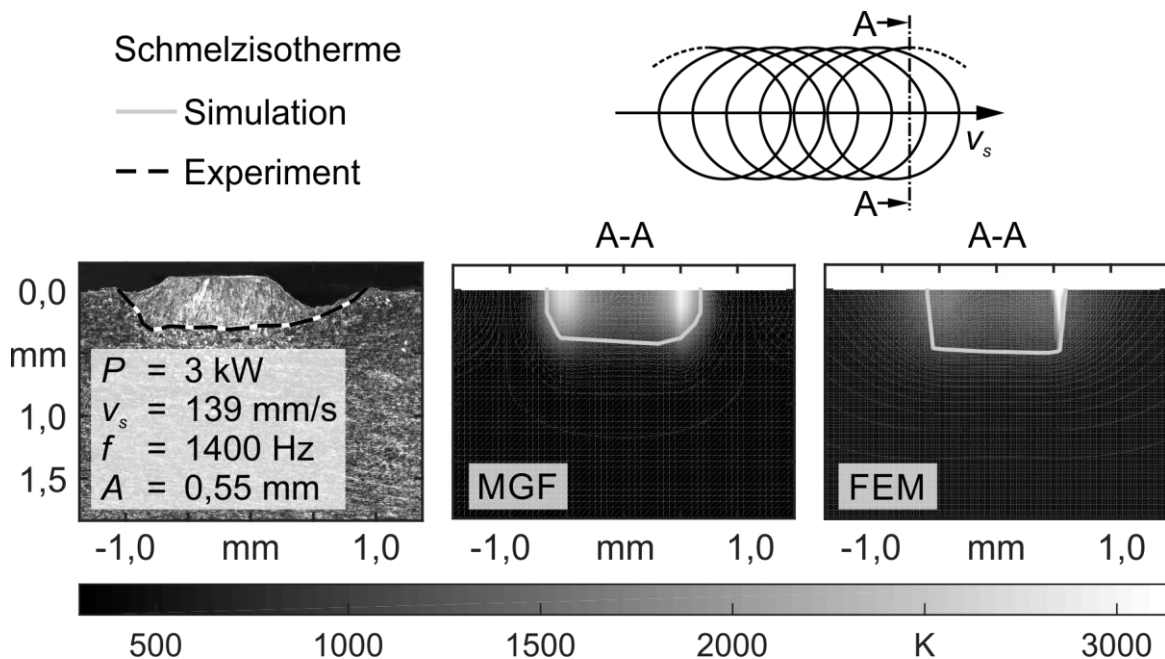 Schmelzisotherme
Simulation
Experiment
A
v_s
A
A-A
A-A
0,0
mm
1,0
1,5
P = 3 kW
v_s = 139 mm/s
f = 1400 Hz
A = 0,55 mm
MGF
FEM
-1,0 mm 1,0
-1,0 mm 1,0
-1,0 mm 1,0
500 1000 1500 2000 K 3000